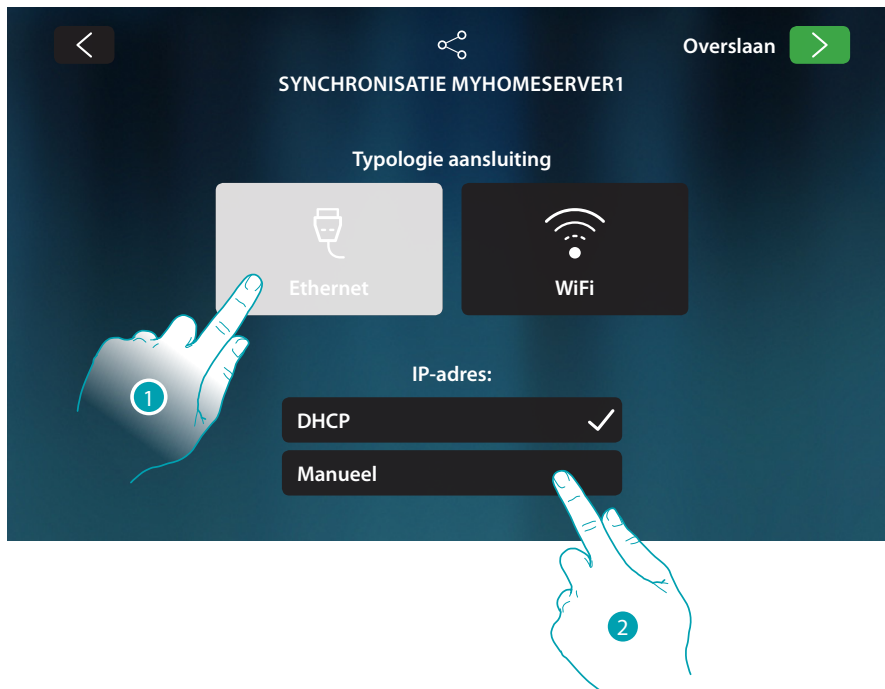 Overslaan
SYNCHRONISATIE MYHOMESERVER1
Typologie aansluiting
Ethernet
WiFi
1
IP-adres:
DHCP
Manueel
2